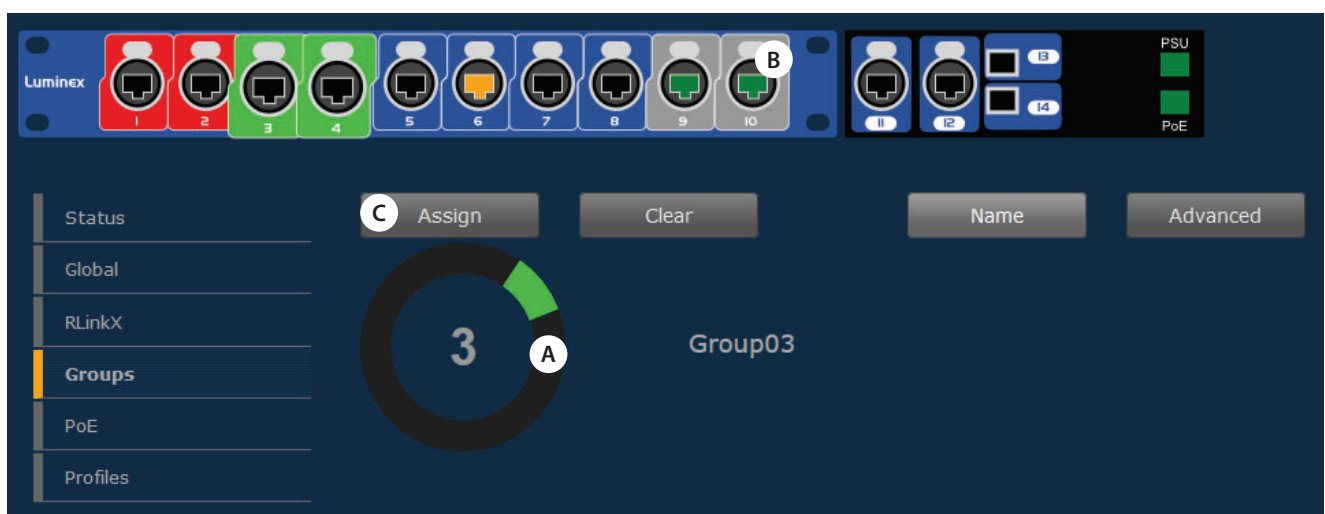 Luminex
1 2 3 4 5 6 7 8 9 10
B
11 12 13
14
PSU
PoE
Status
Global
RLinkX
Groups
PoE
Profiles
C Assign Clear Name Advanced
3 A Group03